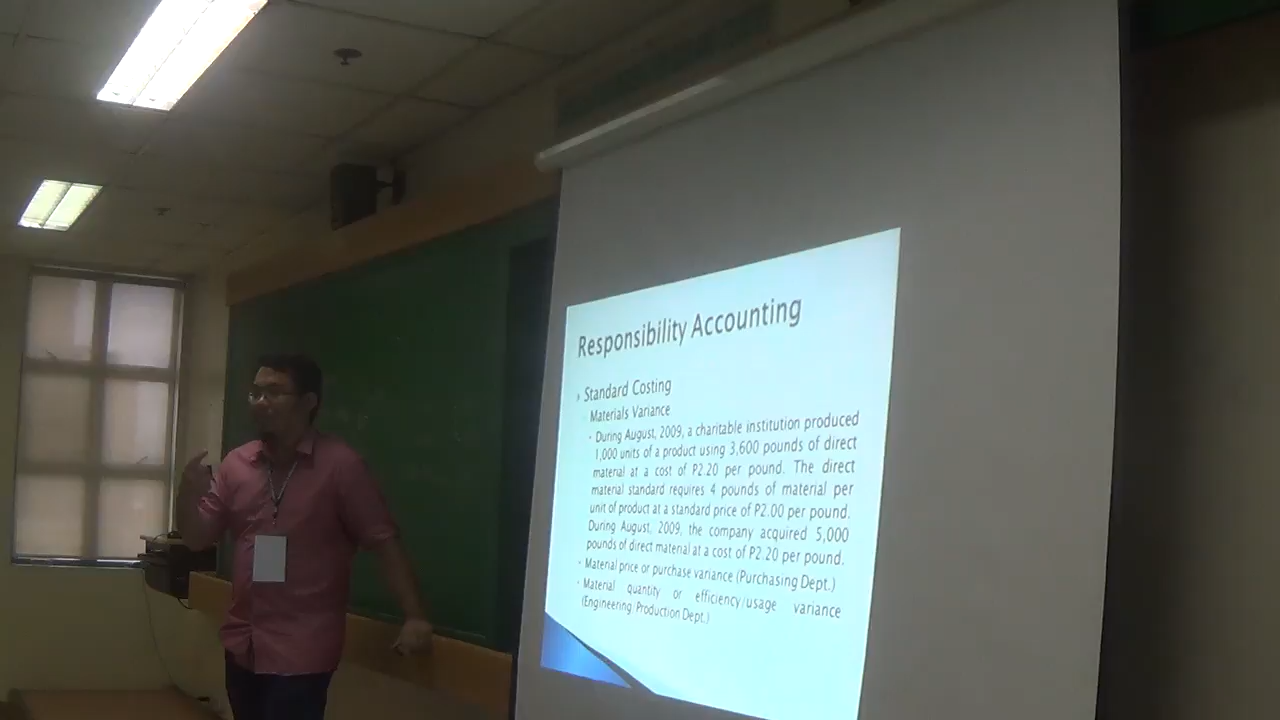 Responsibility Accounting
Standard Costing
Materials Variance
During August, 2009, a charitable institution produced
1,000 units of a product using 3,600 pounds of direct
material at a cost of P2.20 per pound. The direct
material standard requires 4 pounds of material per
unit of product at a standard price of P2.00 per pound.
During August, 2009, the company acquired 5,000
pounds of direct material at a cost of P2.20 per pound.
Material price or purchase variance (Purchasing Dept.)
Material quantity or efficiency/usage variance
(Engineering/Production Dept.)